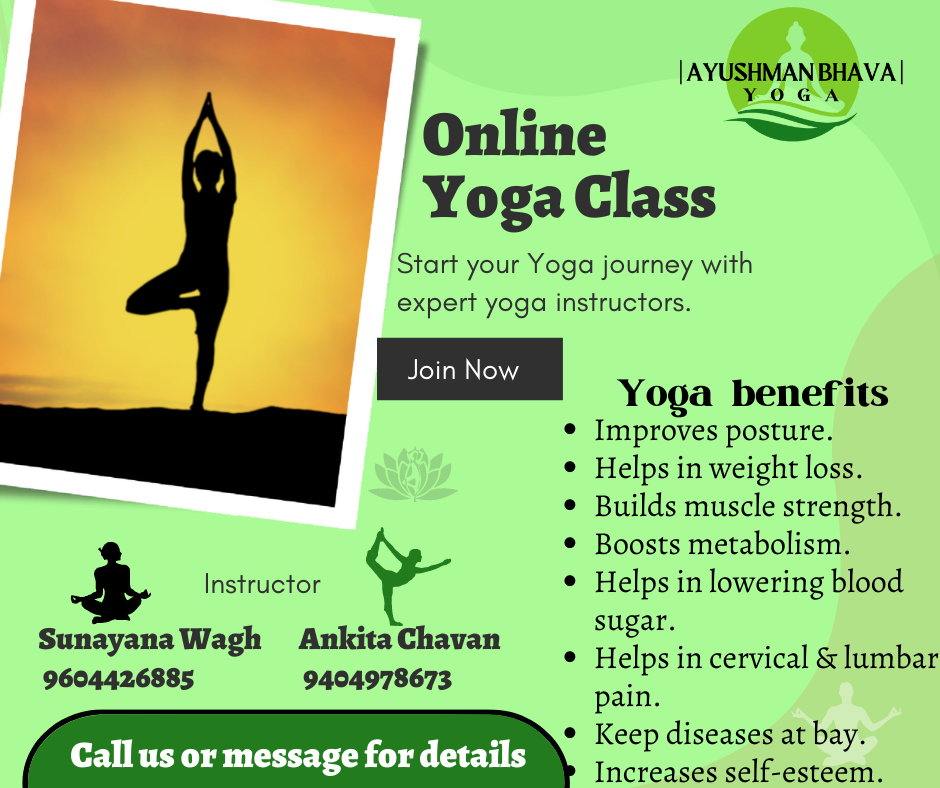 |AYUSHMAN BHAVA|
YOGA
Online
Yoga Class
Start your Yoga journey with
expert yoga instructors.
Join Now
Yoga benefits
Improves posture.
Helps in weight loss.
Builds muscle strength.
Boosts metabolism.
Helps in lowering blood
sugar.
Helps in cervical & lumbar
pain.
Keep diseases at bay.
Increases self-esteem.
Instructor
Sunayana Wagh
9604426885
Ankita Chavan
9404978673
Call us or message for details